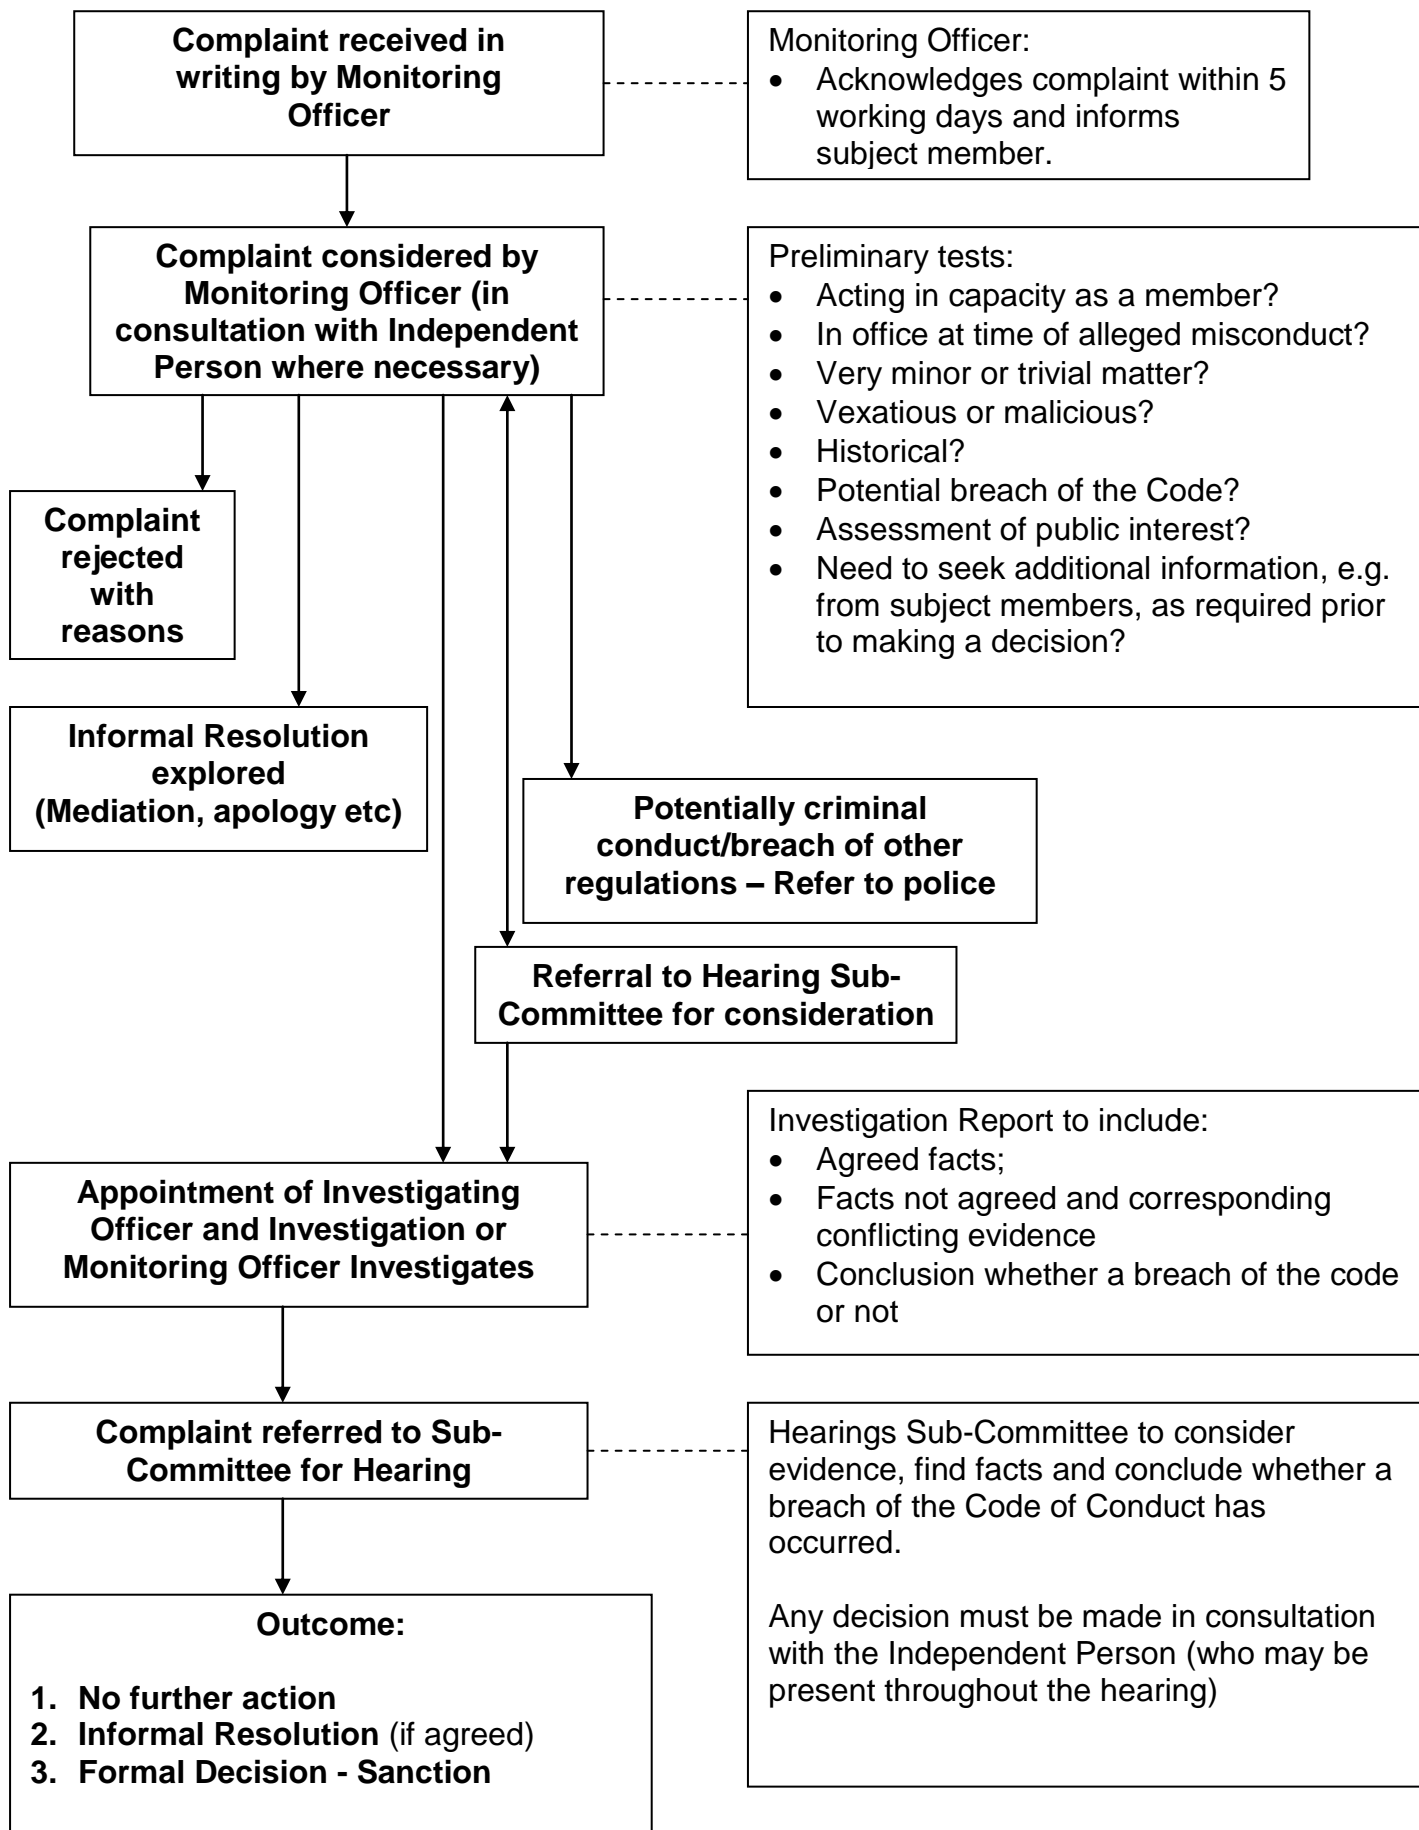 Complaint received in
writing by Monitoring
Officer
Monitoring Officer:
• Acknowledges complaint within 5
working days and informs
subject member.
Complaint considered by
Monitoring Officer (in
consultation with Independent
Person where necessary)
Preliminary tests:
• Acting in capacity as a member?
• In office at time of alleged misconduct?
• Very minor or trivial matter?
• Vexatious or malicious?
• Historical?
• Potential breach of the Code?
• Assessment of public interest?
• Need to seek additional information, e.g.
from subject members, as required prior
to making a decision?
Complaint
rejected
with
reasons
Informal Resolution
explored
(Mediation, apology etc)
Potentially criminal
conduct/breach of other
regulations – Refer to police
Referral to Hearing Sub-
Committee for consideration
Appointment of Investigating
Officer and Investigation or
Monitoring Officer Investigates
Investigation Report to include:
• Agreed facts;
• Facts not agreed and corresponding
conflicting evidence
• Conclusion whether a breach of the code
or not
Complaint referred to Sub-
Committee for Hearing
Hearings Sub-Committee to consider
evidence, find facts and conclude whether a
breach of the Code of Conduct has
occurred.
Any decision must be made in consultation
with the Independent Person (who may be
present throughout the hearing)
Outcome:
1. No further action
2. Informal Resolution (if agreed)
3. Formal Decision - Sanction